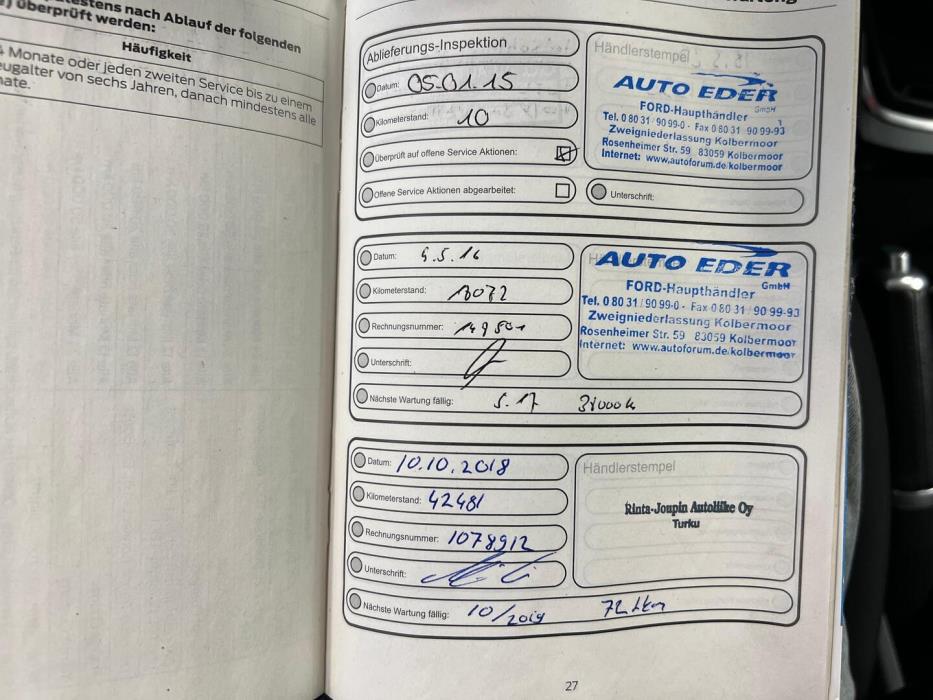 stens nach Ablauf der folgenden
überprüft werden:
Häufigkeit
Monate oder jeden zweiten Service bis zu einem
eugalter von sechs Jahren, danach mindestens alle
nate.
Ablieferungs-Inspektion
Datum: 05-01.15
Kilometerstand: 10
Überprüft auf offene Service Aktionen:
Offene Service Aktionen abgearbeitet:
Händlerstempel
AUTO EDER
GmbH
FORD-Haupthändler
Tel. 0 80 31 / 90 99-0 - Fax 0 80 31 90 99-93
Zweigniederlassung Kolbermoor
Rosenheimer Str. 59 83059 Kolbermoor
Internet: www.autoforum.de/kolbermoor
Unterschrift:
Datum:
Kilometerstand:
Rechnungsnummer:
Unterschrift:
Nächste Wartung fällig: 5.17
AUTO EDER
GmbH
FORD-Haupthändler
Tel. 0 80 31 / 90 99-0 - Fax 0 80 31 / 90 99-93
Zweigniederlassung Kolbermoor
Rosenheimer Str. 59 83059 Kolbermoor
Internet: www.autoforum.de/kolbermoor
Datum: 10.10.2018
Kilometerstand: 42481
Rechnungsnummer: 1078912
Unterschrift:
Nächste Wartung fällig: 10/2019
Händlerstempel
Rinta-Joupin Autoliike Oy
Turku
27